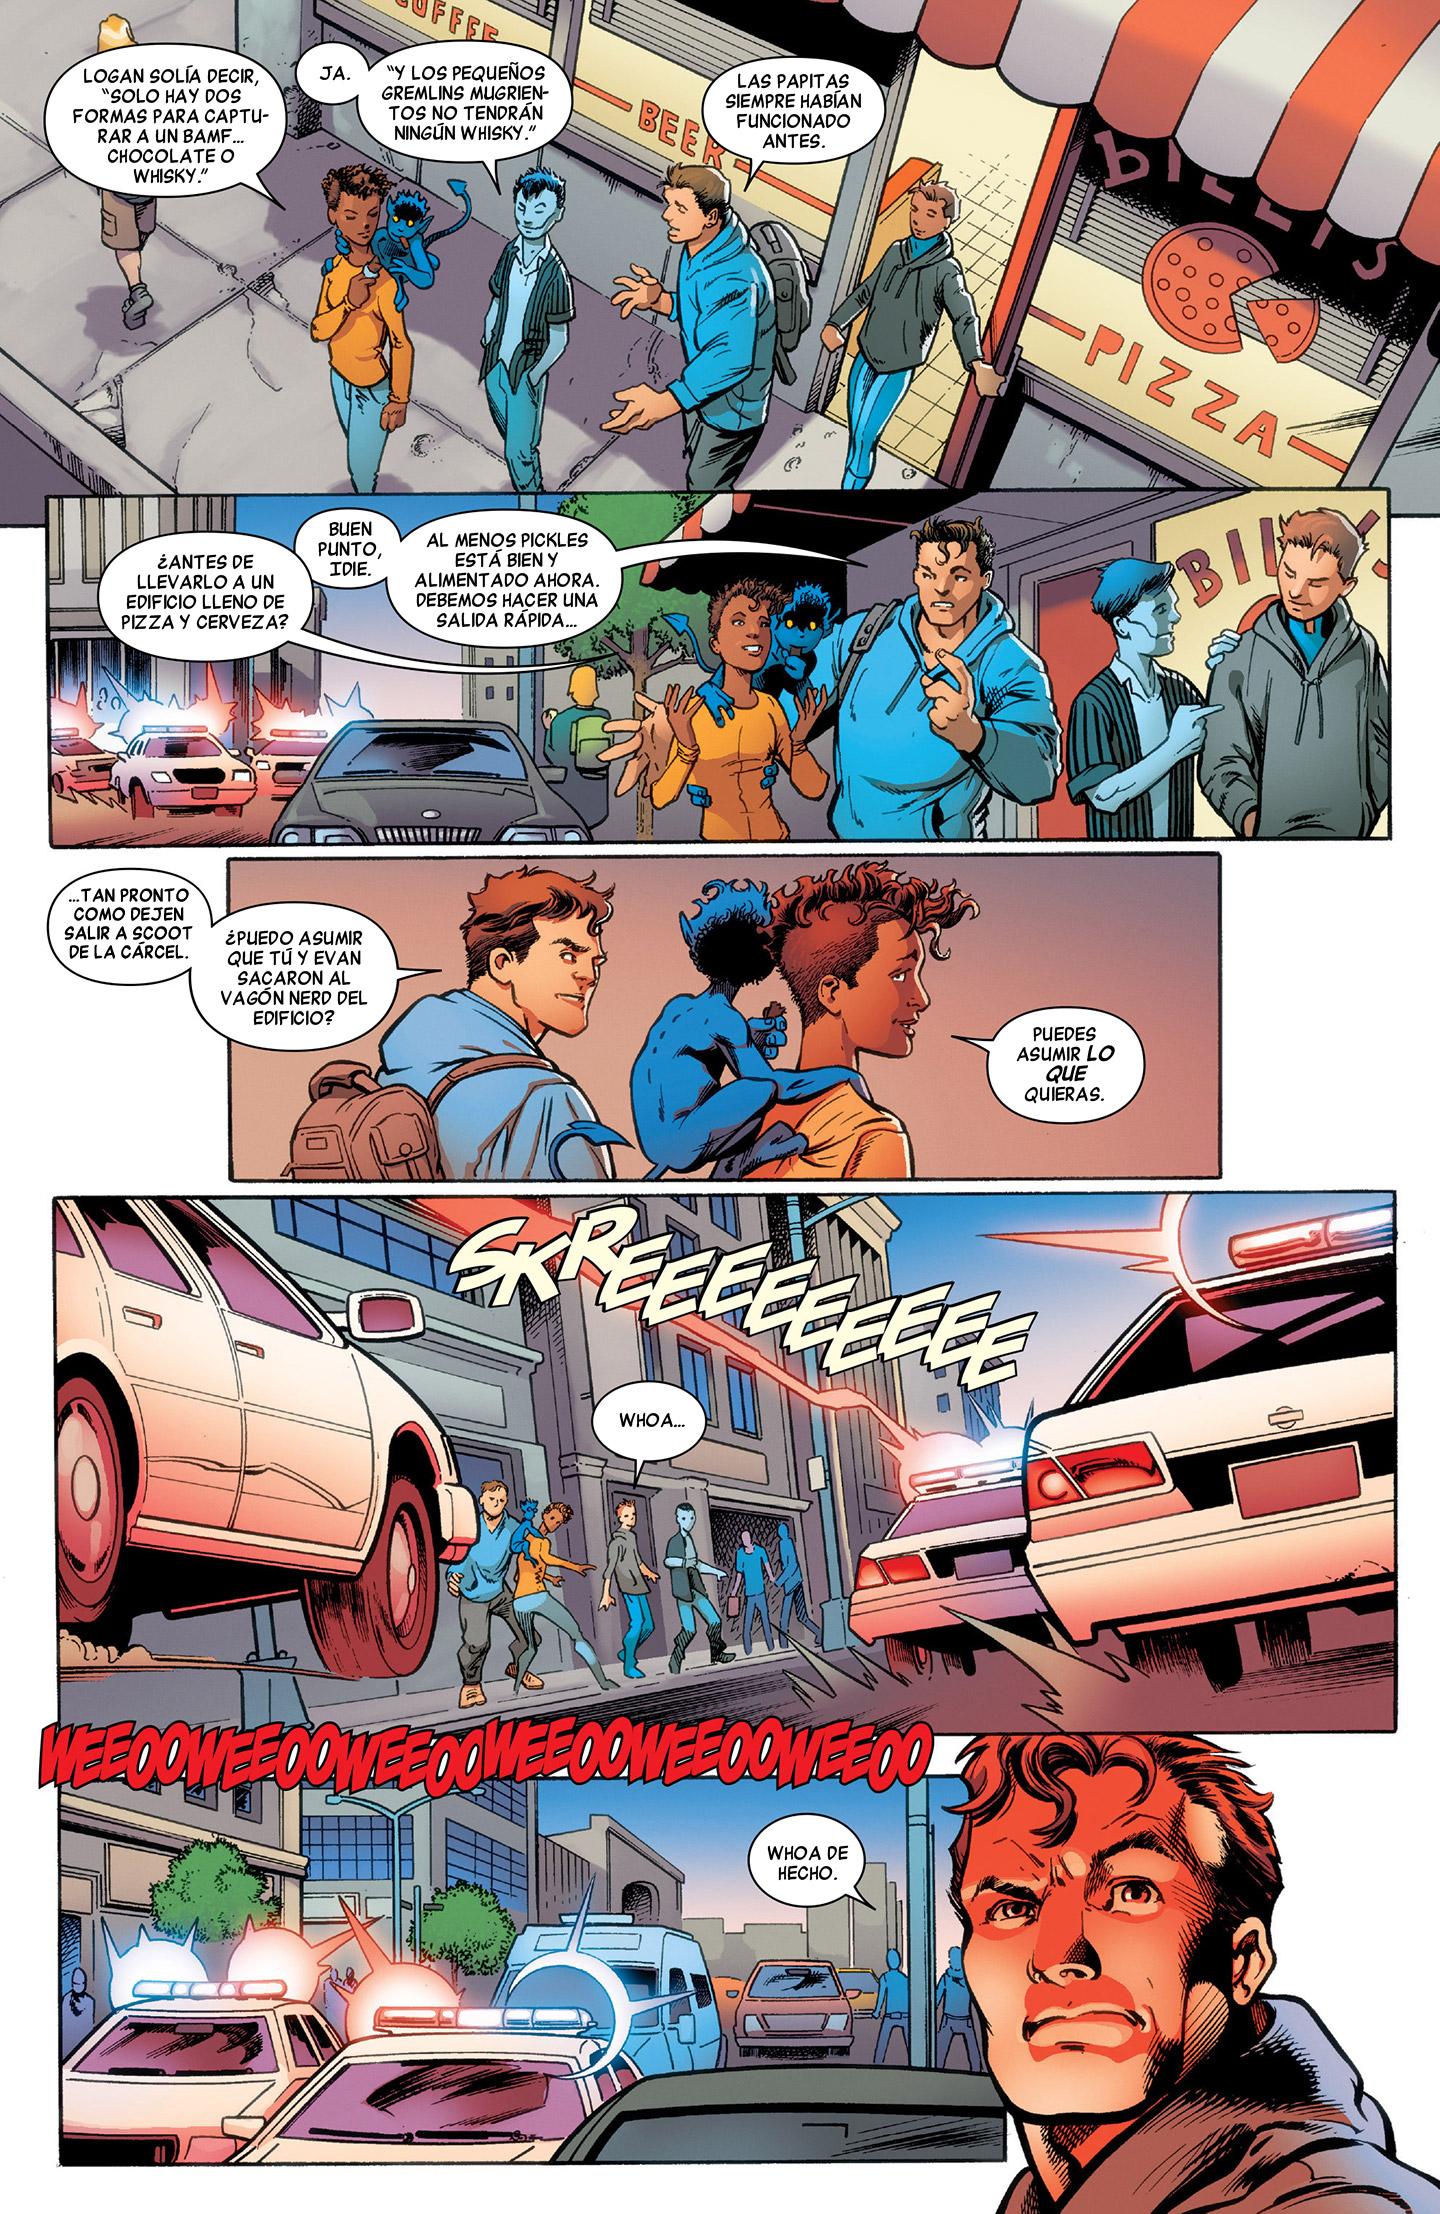 COFFEE
BEER
BILLI'S
PIZZA
LOGAN SOLÍA DECIR,
"SOLO HAY DOS
FORMAS PARA CAPTU-
RAR A UN BAMF...
CHOCOLATE O
WHISKY."
JA.
"Y LOS PEQUEÑOS
GREMLINS MUGRIEN-
TOS NO TENDRÁN
NINGÚN WHISKY."
LAS PAPITAS
SIEMPRE HABÍAN
FUNCIONADO
ANTES.
¿ANTES DE
LLEVARLO A UN
EDIFICIO LLENO DE
PIZZA Y CERVEZA?
BUEN
PUNTO,
IDIE.
AL MENOS PICKLES
ESTÁ BIEN Y
ALIMENTADO AHORA.
DEBEMOS HACER UNA
SALIDA RÁPIDA...
...TAN PRONTO
COMO DEJEN
SALIR A SCOOT
DE LA CÁRCEL.
¿PUEDO ASUMIR
QUE TÚ Y EVAN
SACARON AL
VAGÓN NERD DEL
EDIFICIO?
PUEDES
ASUMIR LO
QUE
QUIERAS.
SKREEEEEEEEEE
WHOA...
WEEOOWEEOOWEEOOWEEOOWEEOOWEEOO
WHOA DE
HECHO.